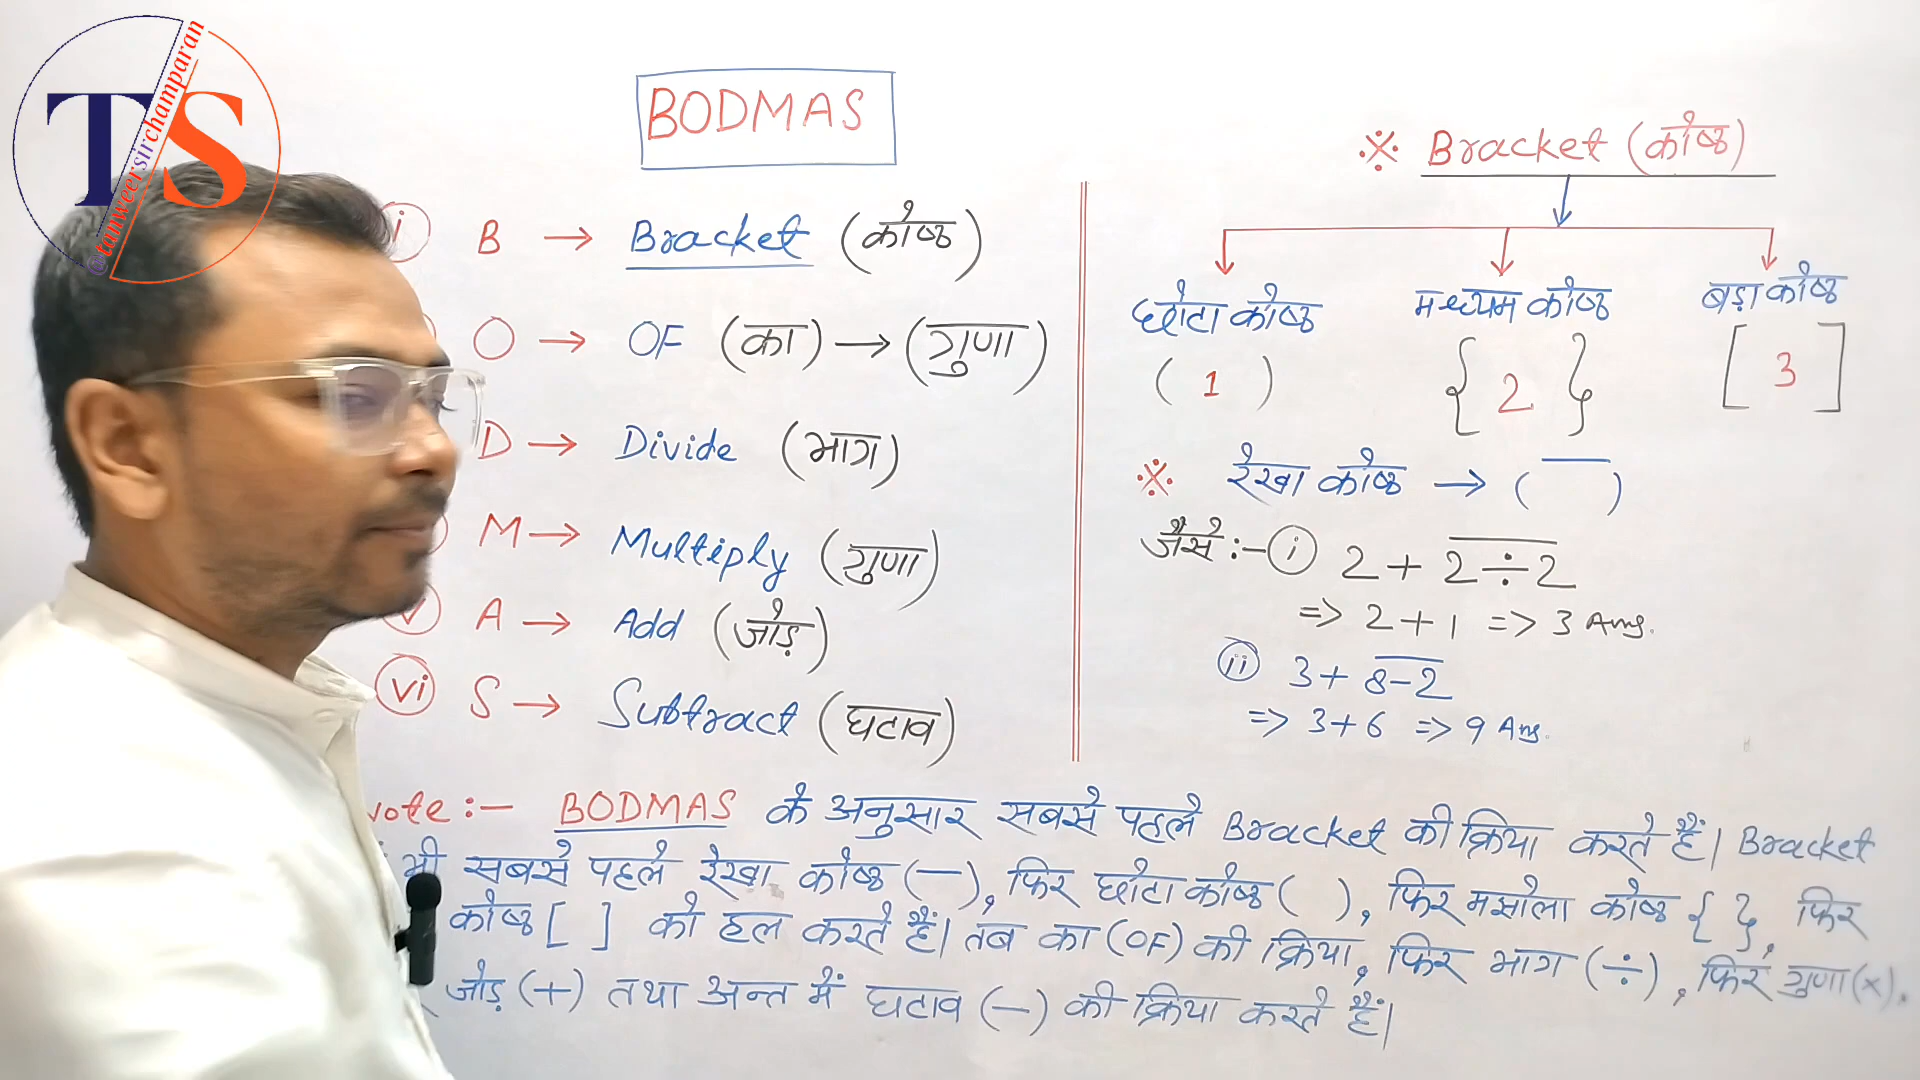 TS
@tanweersirchamparan
BODMAS
i B → Bracket (कोष्ठ)
O → OF (का) → (गुणा)
D → Divide (भाग)
M → Multiply (गुणा)
v A → Add (जोड़)
vi S → Subtract (घटाव)
※ Bracket (कोष्ठ)
छोटा कोष्ठ मध्यम कोष्ठ बड़ा कोष्ठ
( 1 ) { 2 } [ 3 ]
※ रेखा कोष्ठ → ( ‾ )
जैसे :- i 2 + 2÷2
=> 2 + 1 => 3 Ans.
ii 3 + 8-2
=> 3+6 => 9 Ans.
Note :- BODMAS के अनुसार सबसे पहले Bracket की क्रिया करते हैं। Bracket
भी सबसे पहले रेखा कोष्ठ (—), फिर छोटा कोष्ठ ( ), फिर मझोला कोष्ठ { }, फिर
कोष्ठ [ ] को हल करते हैं। तब का (OF) की क्रिया, फिर भाग (÷), फिर गुणा (×).
जोड़ (+) तथा अन्त में घटाव (−) की क्रिया करते हैं।